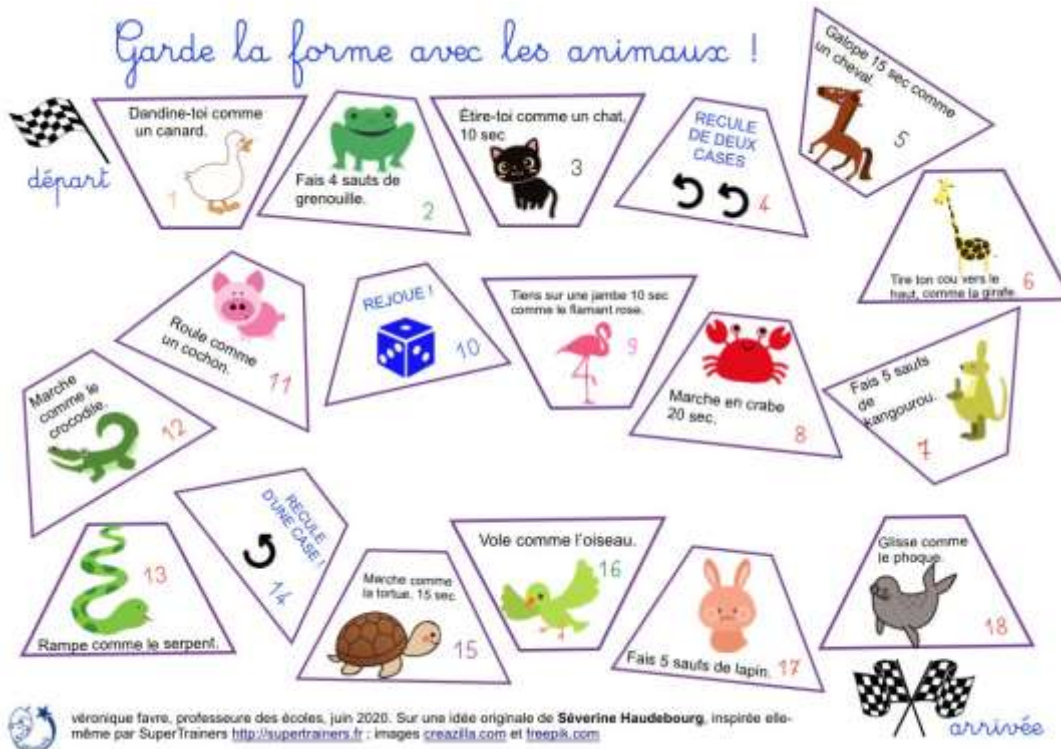 Garde la forme avec les animaux !
départ
Dandine-toi comme
un canard.
1
Fais 4 sauts de
grenouille.
2
Étire-toi comme un chat,
10 sec
3
RECULE
DE DEUX
CASES
4
Galope 15 sec comme
un cheval.
5
Tire ton cou vers le
haut, comme la girafe.
6
Fais 5 sauts
de
kangourou.
7
Marche en crabe
20 sec,
8
Tiens sur une jambe 10 sec
comme le flamant rose.
9
REJOUE !
10
Roule comme
un cochon.
11
Marche
comme le
crocodile.
12
13
Rampe comme le serpent.
RECULE
D'UNE CASE !
14
Marche comme
la tortue, 15 sec
15
Vole comme l'oiseau.
16
Fais 5 sauts de lapin.
17
Glisse comme
le phoque.
18
arrivée
véronique favre, professeure des écoles, juin 2020. Sur une idée originale de Séverine Haudebourg, inspirée elle-
même par SuperTrainers http://supertrainers.fr ; images creazilla.com et freepik.com